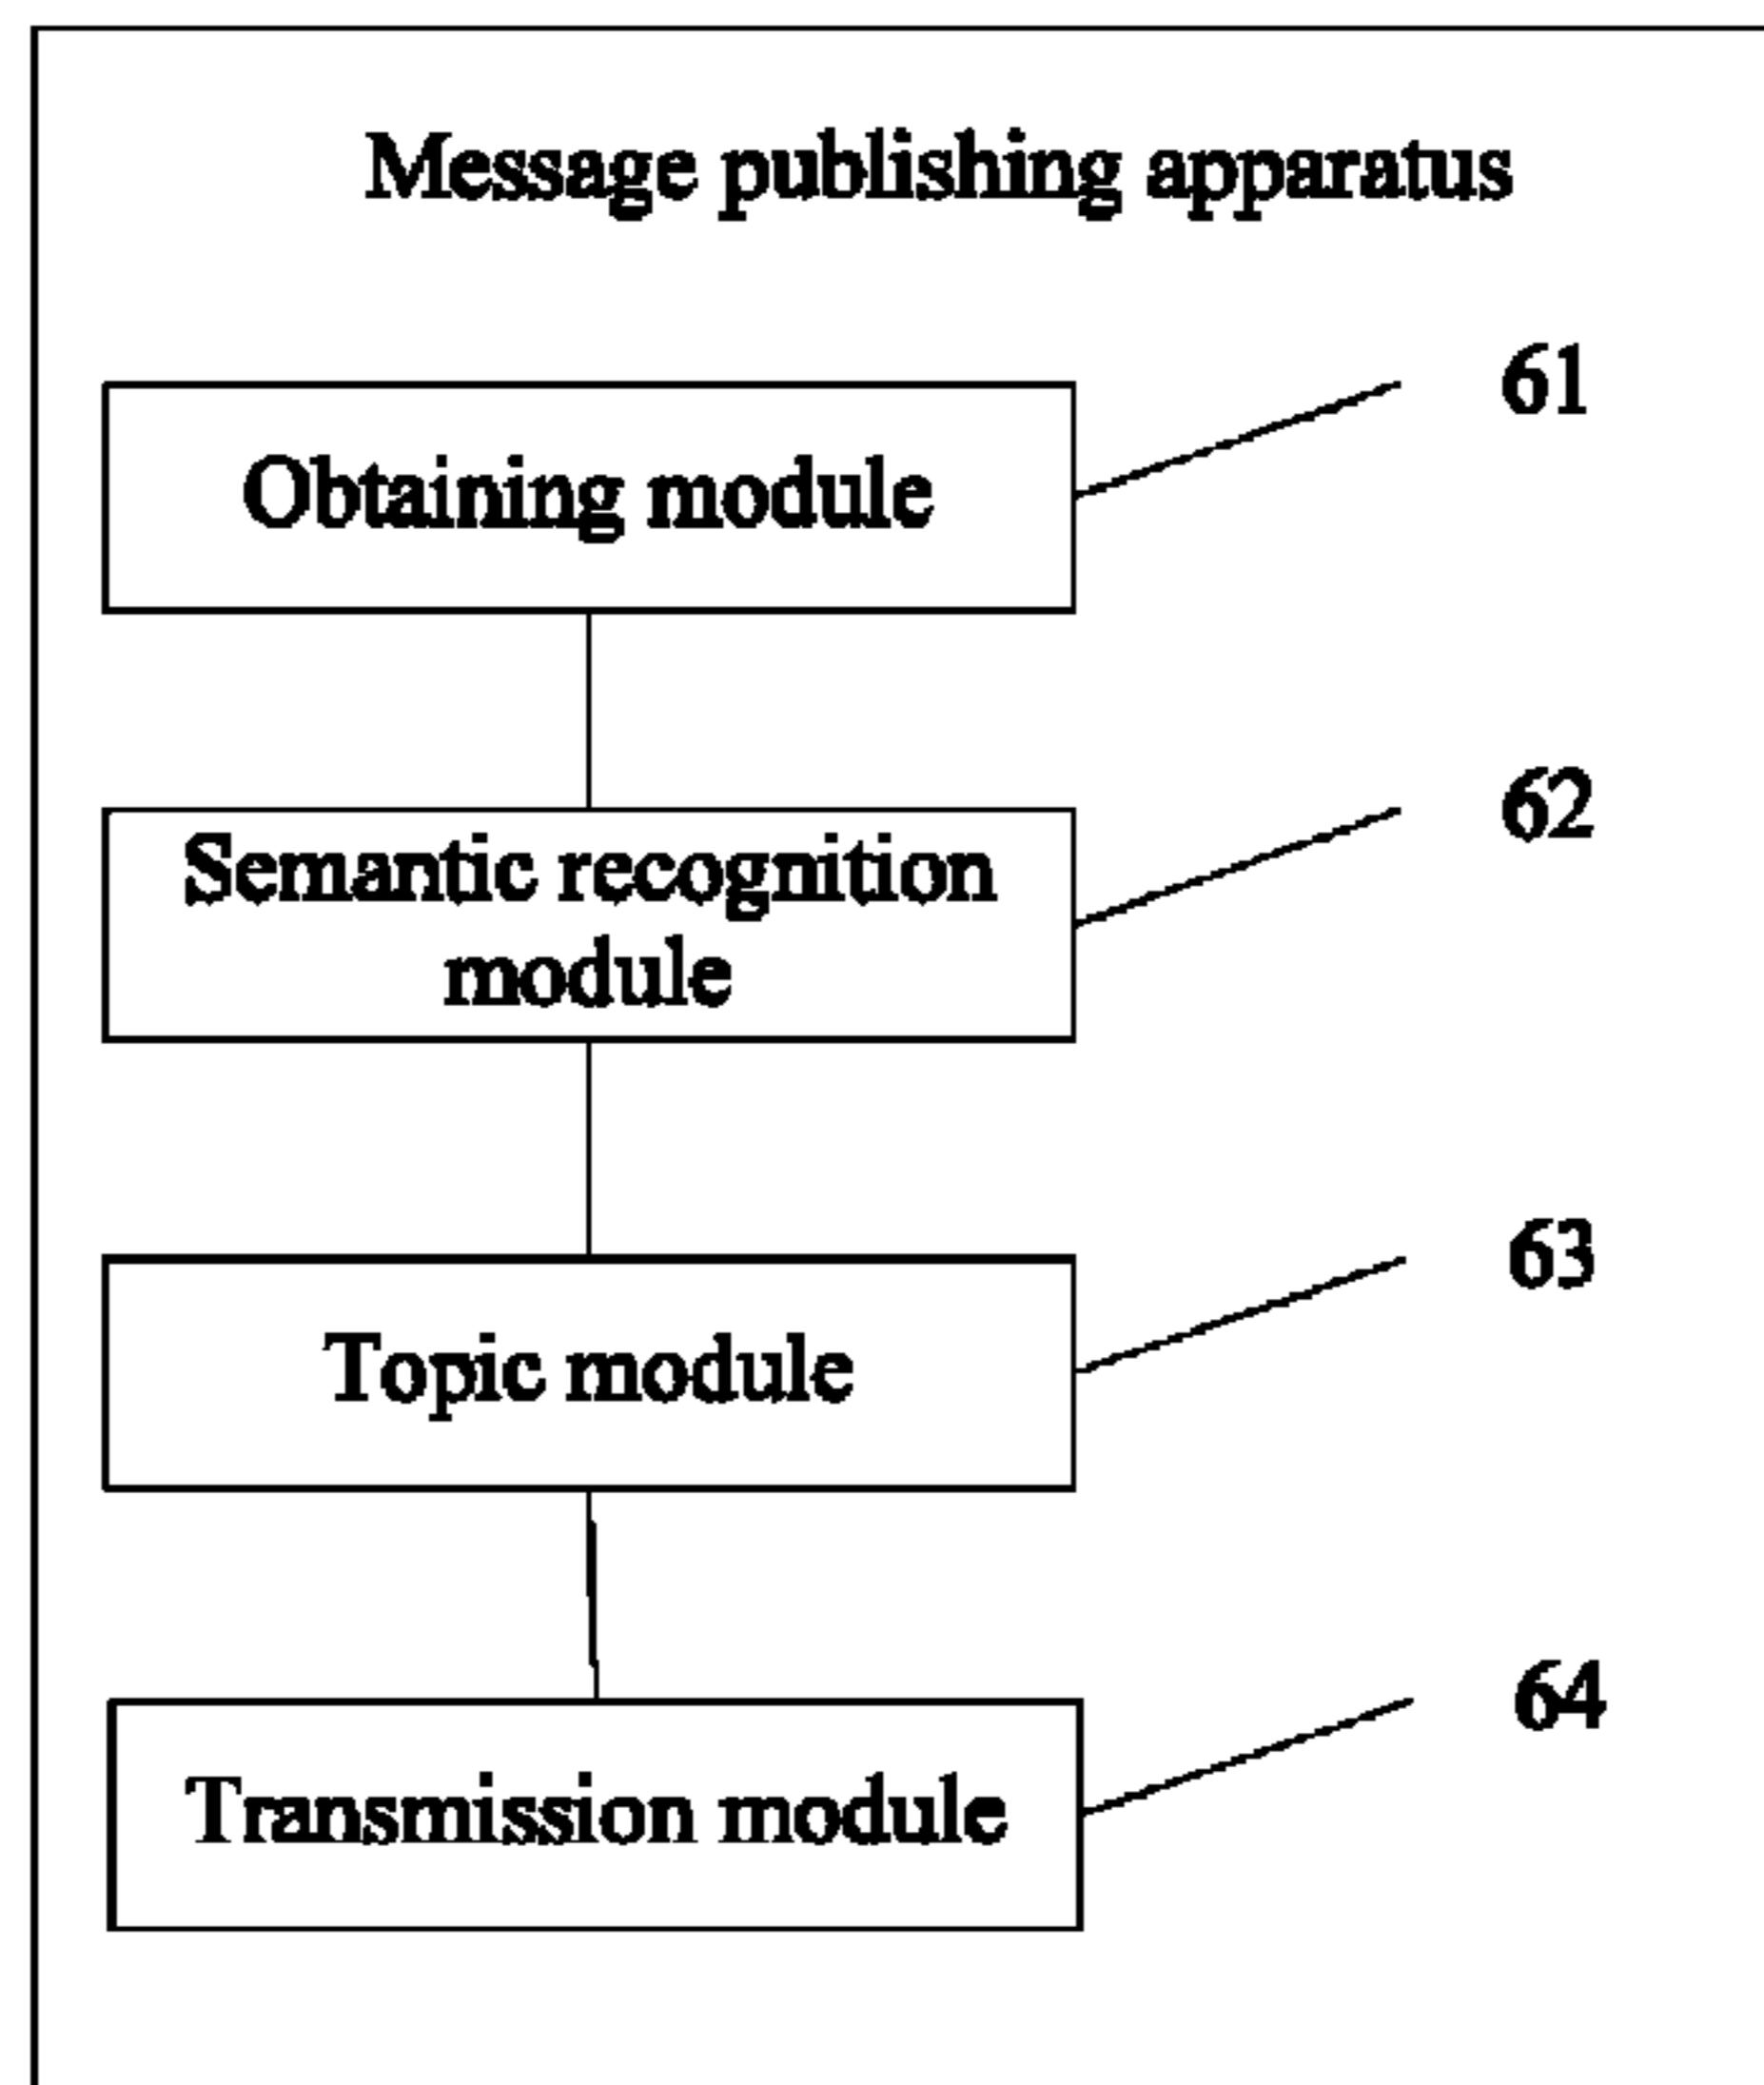 Message publishing apparatus
61
Obtaining module
62
Semantic recognition
module
63
Topic module
64
Transmission module